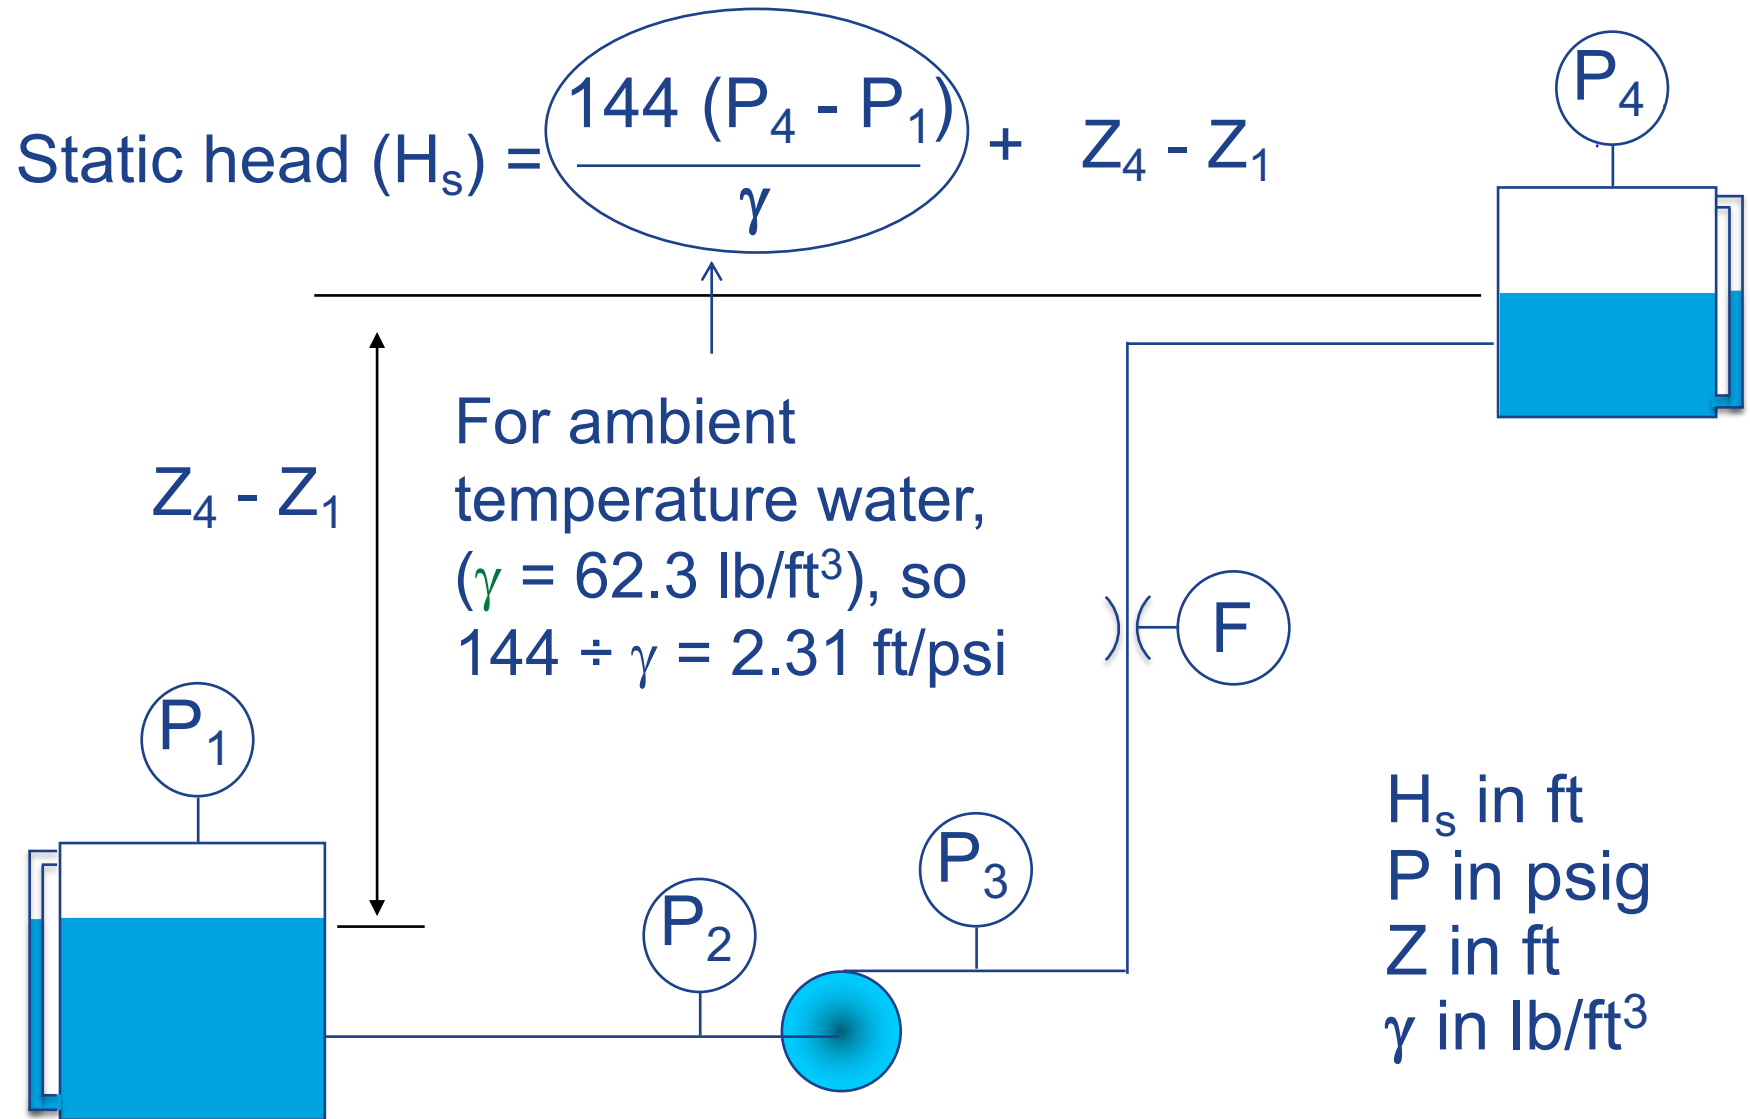 144 (P₄ - P₁)
Static head (Hₛ) = + Z₄ - Z₁
γ
P₄
For ambient
temperature water,
(γ = 62.3 lb/ft³), so
144 ÷ γ = 2.31 ft/psi
Z₄ - Z₁
F
P₁
P₂
P₃
Hₛ in ft
P in psig
Z in ft
γ in lb/ft³